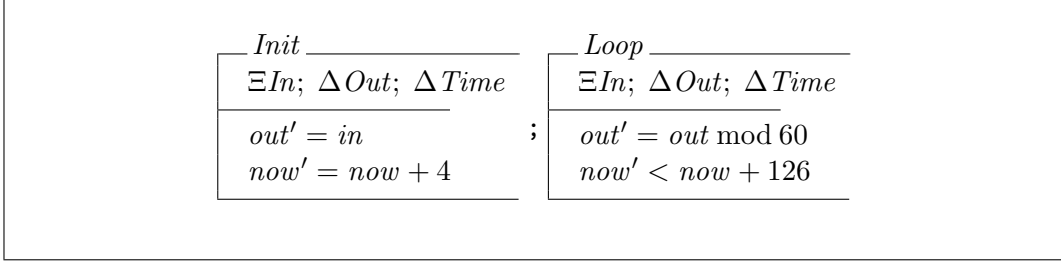 Init
ΞIn; ΔOut; ΔTime
out′ = in
now′ = now + 4
;
Loop
ΞIn; ΔOut; ΔTime
out′ = out mod 60
now′ < now + 126